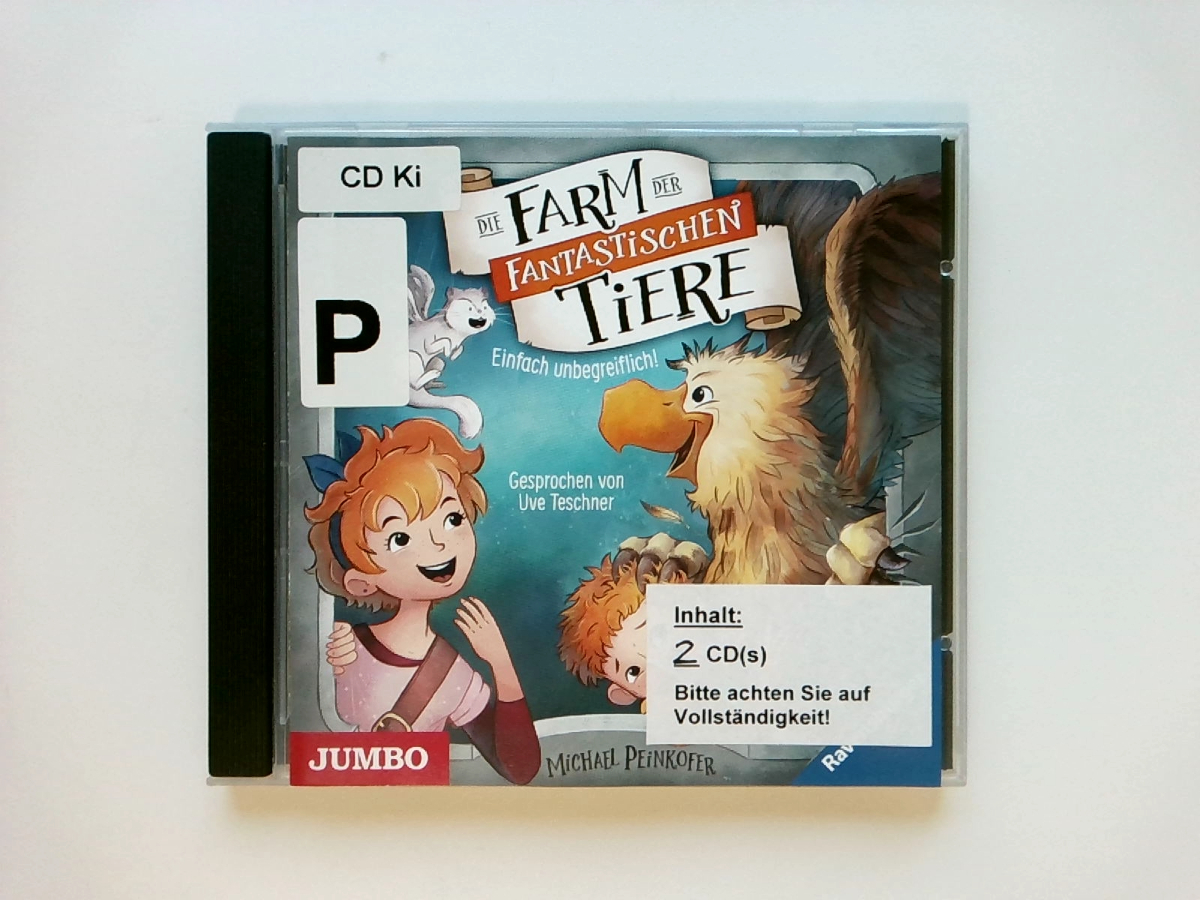 CD Ki
P
DIE FARM DER
FANTASTISCHEN
TiERE
Einfach unbegreiflich!
Gesprochen von
Uve Teschner
Inhalt:
2 CD(s)
Bitte achten Sie auf
Vollständigkeit!
JUMBO
MiCHAEL PEiNKOFER